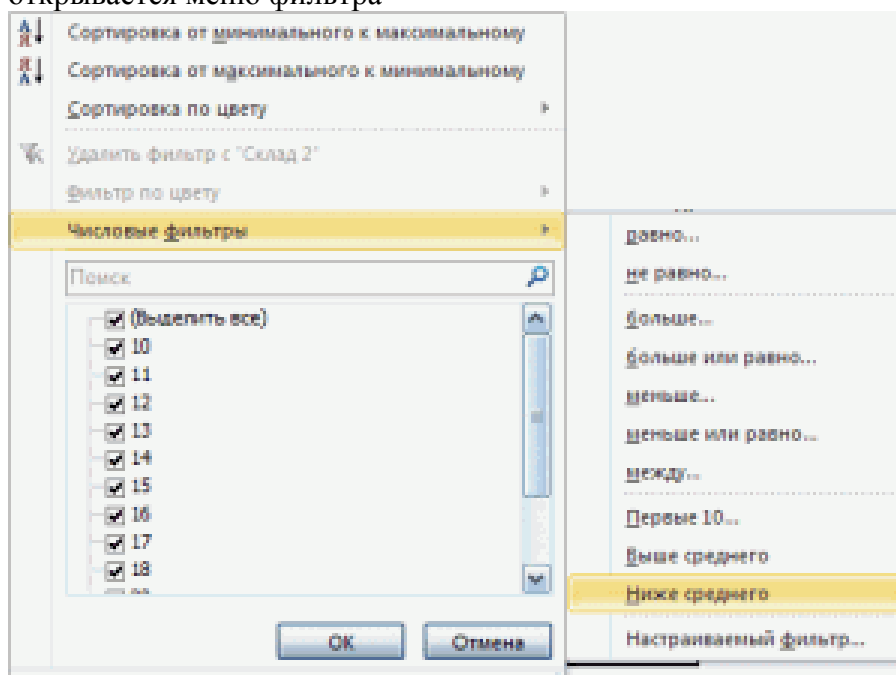 открывается меню фильтра
Сортировка от минимального к максимальному
Сортировка от максимального к минимальному
Сортировка по цвету
Удалить фильтр с "Склад 2"
Фильтр по цвету
Числовые фильтры
Поиск
(Выделить все)
10
11
12
13
14
15
16
17
18
ОК Отмена
равно...
не равно...
больше...
больше или равно...
меньше...
меньше или равно...
между...
Первые 10...
Выше среднего
Ниже среднего
Настраиваемый фильтр...